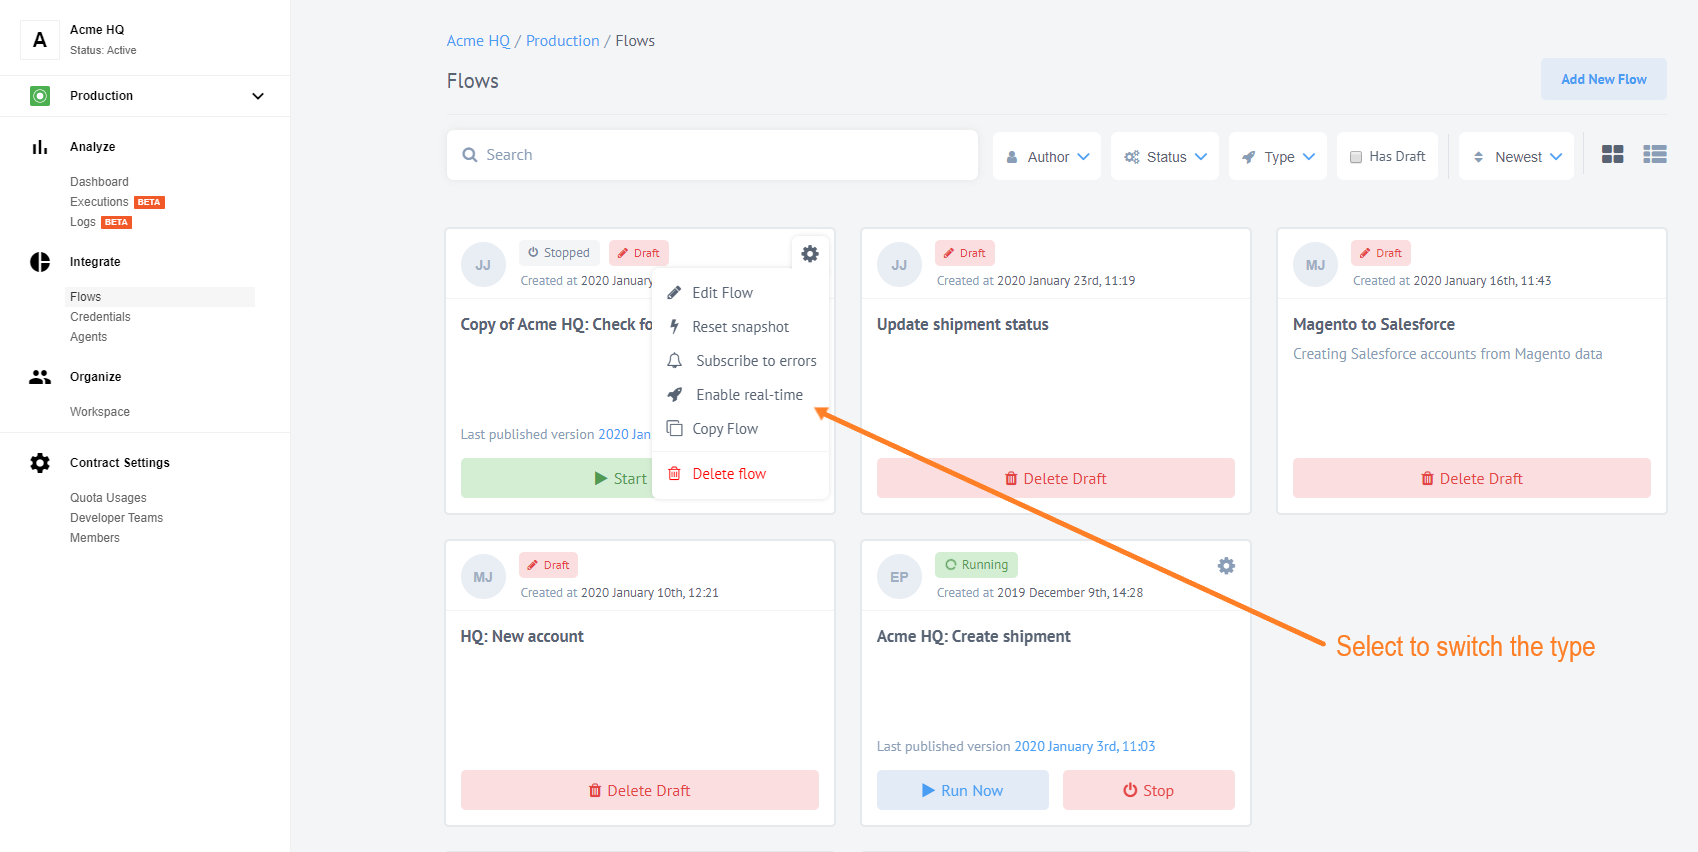 A
Acme HQ
Status: Active
Production
Analyze
Dashboard
Executions BETA
Logs BETA
Integrate
Flows
Credentials
Agents
Organize
Workspace
Contract Settings
Quota Usages
Developer Teams
Members
Acme HQ / Production / Flows
Flows
Add New Flow
Search
Author
Status
Type
Has Draft
Newest
JJ
Stopped
Draft
Created at 2020 January
Copy of Acme HQ: Check fo
Last published version 2020 Jan
Start
Edit Flow
Reset snapshot
Subscribe to errors
Enable real-time
Copy Flow
Delete flow
JJ
Draft
Created at 2020 January 23rd, 11:19
Update shipment status
Delete Draft
MJ
Draft
Created at 2020 January 16th, 11:43
Magento to Salesforce
Creating Salesforce accounts from Magento data
Delete Draft
MJ
Draft
Created at 2020 January 10th, 12:21
HQ: New account
Delete Draft
EP
Running
Created at 2019 December 9th, 14:28
Acme HQ: Create shipment
Last published version 2020 January 3rd, 11:03
Run Now
Stop
Select to switch the type